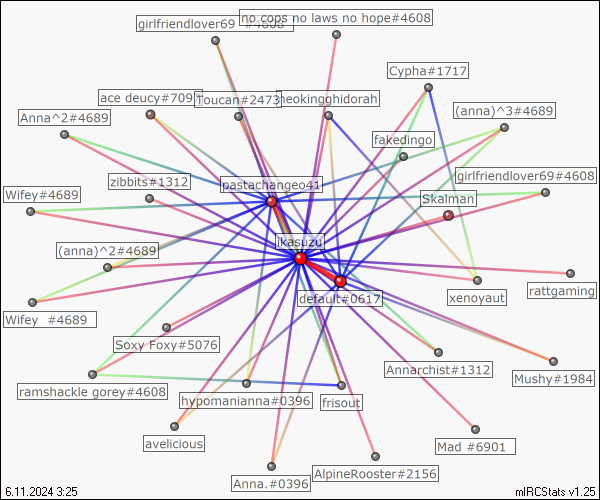 no cops no laws no hope#4608
girlfriendlover69 #4608
Cypha#1717
ace deucy#709
Toucan#2473
neokingghidorah
(anna)^3#4689
Anna^2#4689
fakedingo
girlfriendlover69#4608
zibbits#1312
pastachangeo41
Wifey#4689
Skalman
ikasuzu
(anna)^2#4689
rattgaming
default#0617
xenoyaut
Wifey #4689
Soxy Foxy#5076
Annarchist#1312
Mushy#1984
ramshackle gorey#4608
hypomanianna#0396
frisout
avelicious
Mad #6901
AlpineRooster#2156
Anna.#0396
6.11.2024 3:25
mIRCStats v1.25